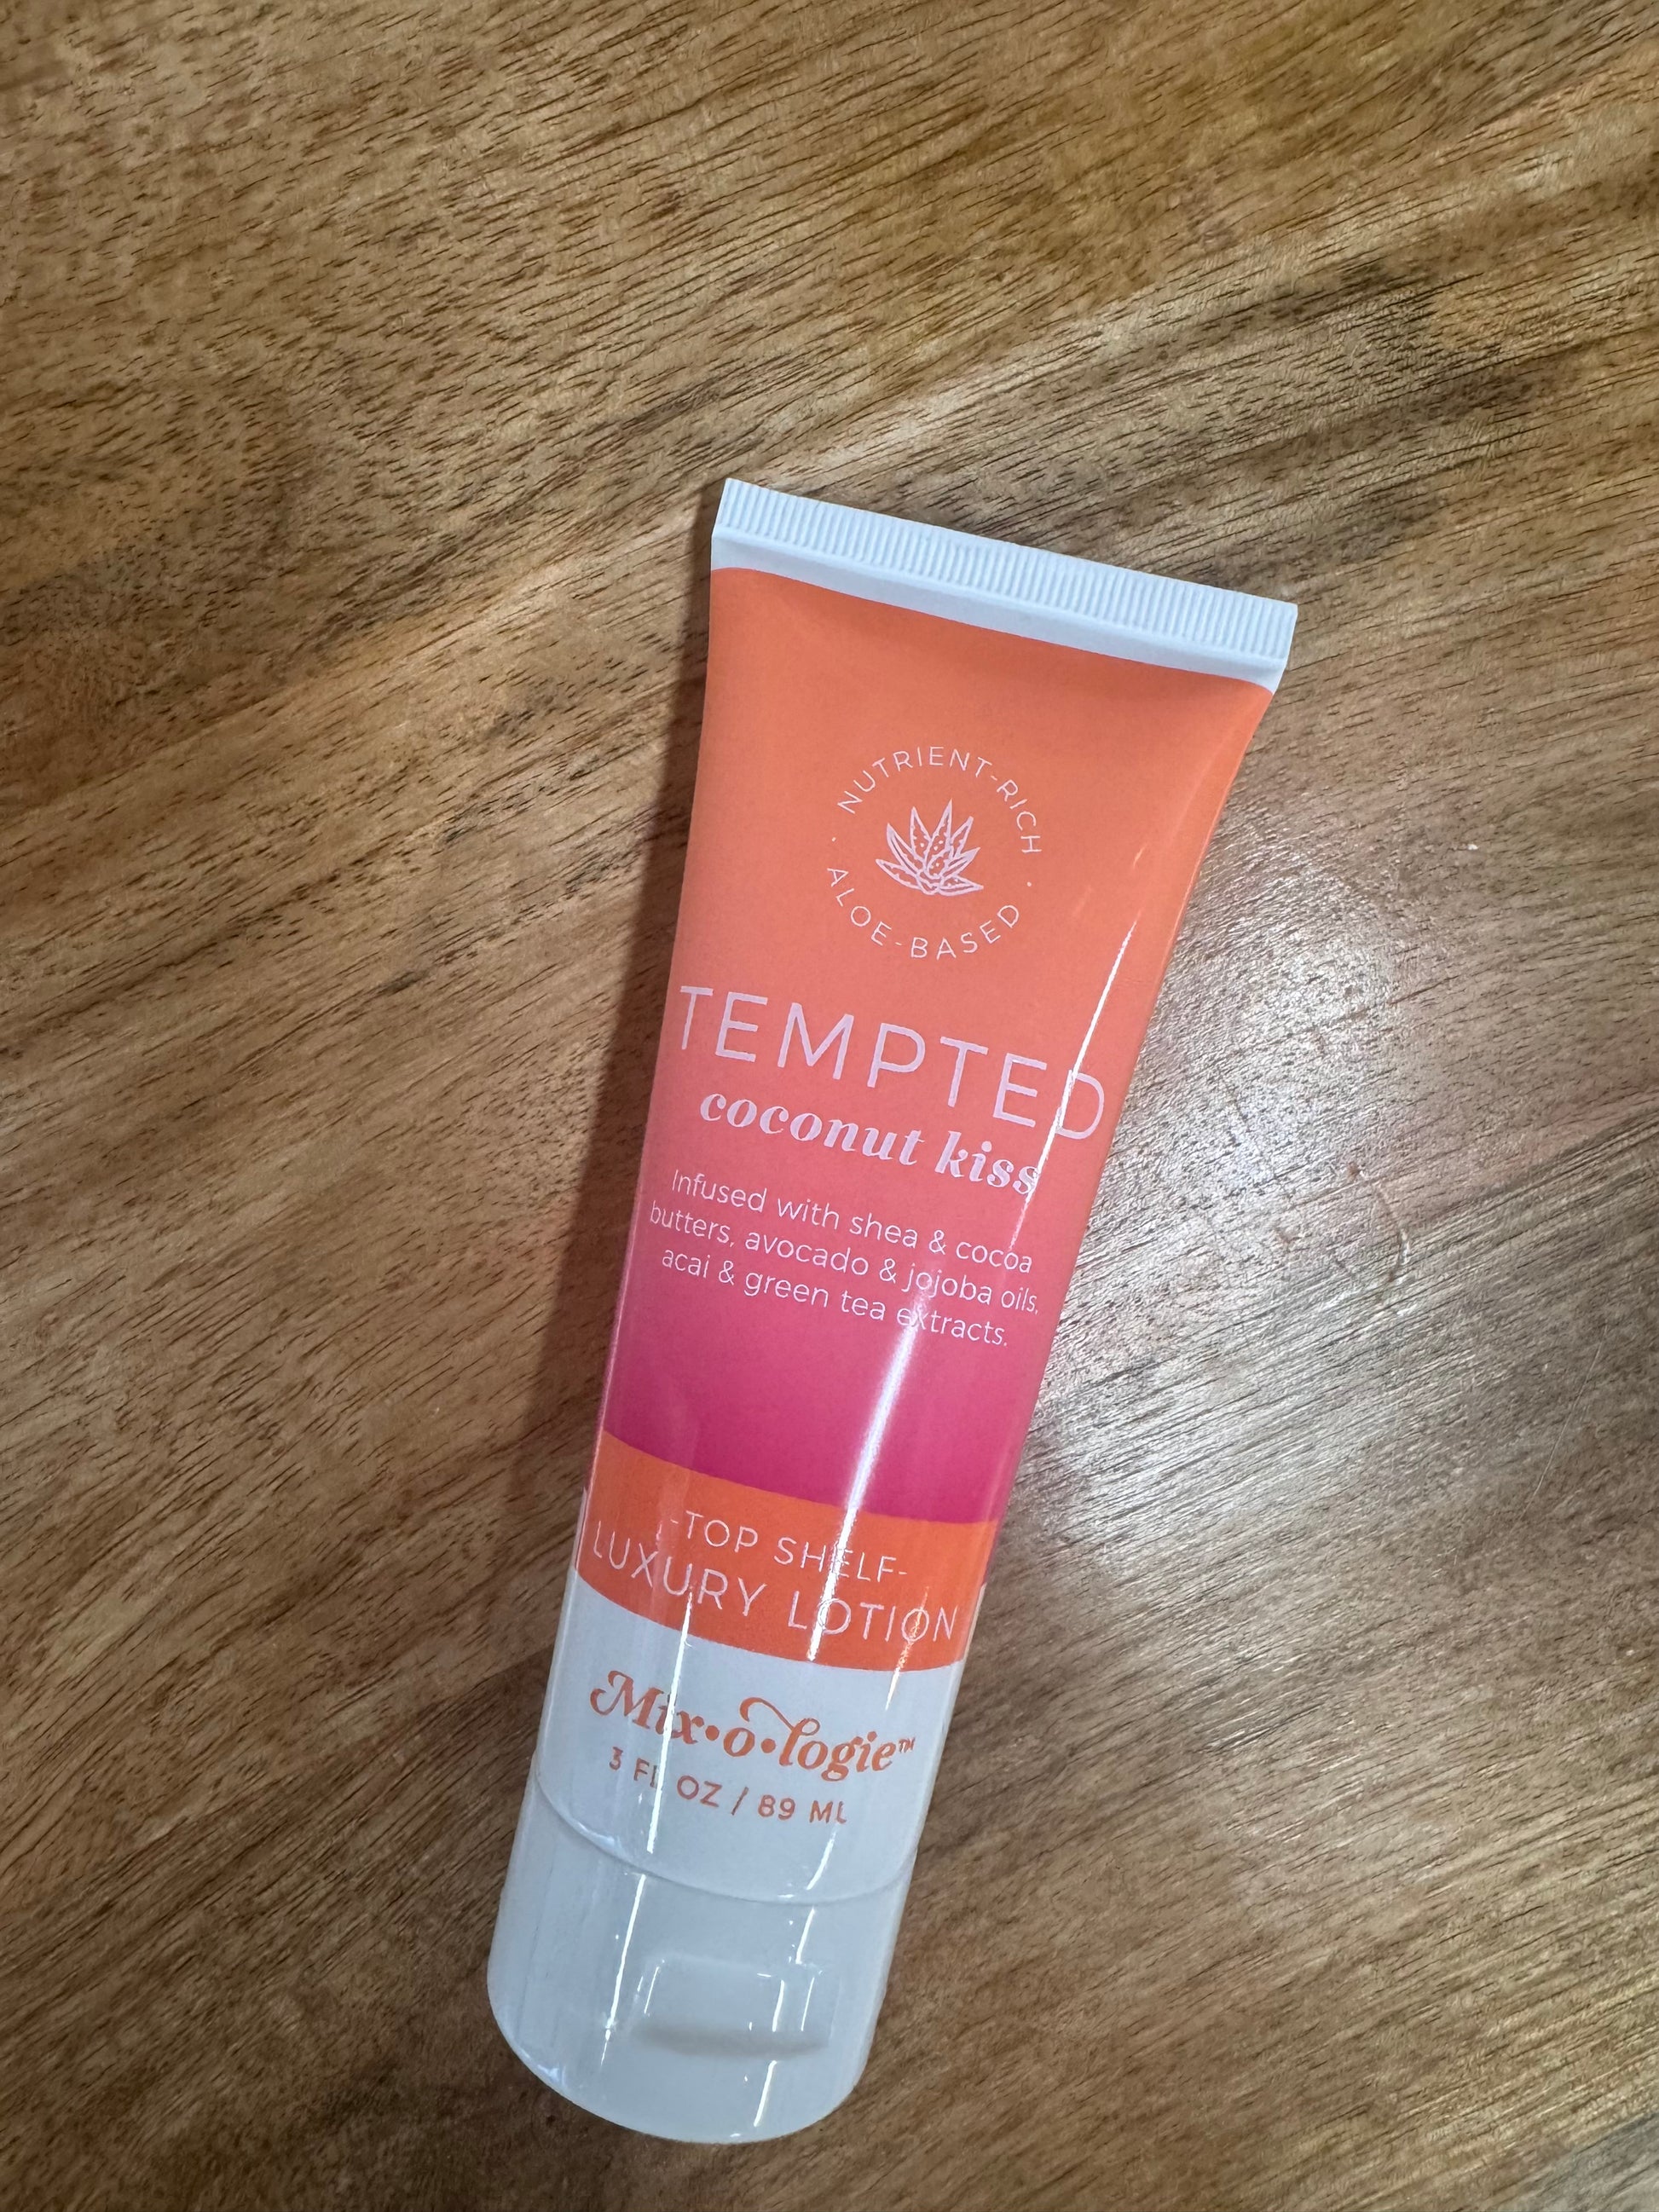 NUTRIENT-RICH
ALOE-BASED
TEMPTED
coconut kiss
Infused with shea & cocoa
butters, avocado & jojoba oils,
acai & green tea extracts.
-TOP SHELF-
LUXURY LOTION
Mix•o•logie™
3 FL OZ / 89 ML